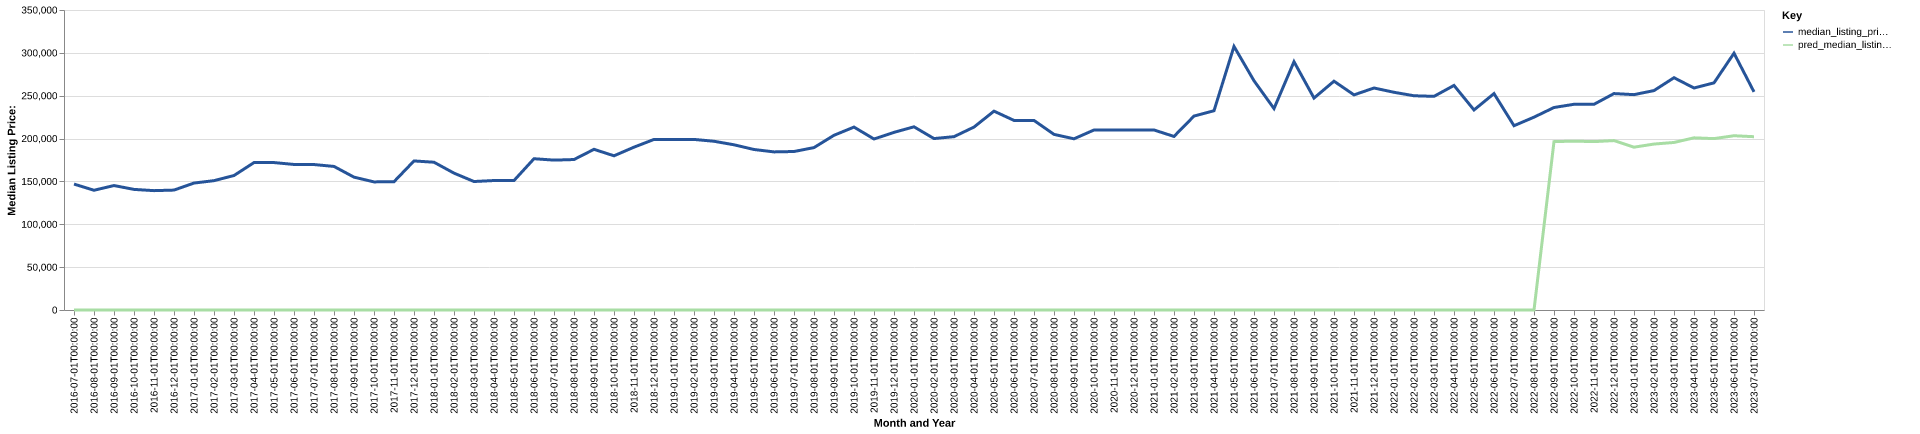 350,000
300,000
250,000
200,000
150,000
100,000
50,000
0
Median Listing Price:
2016-07-01T00:00:00
2016-08-01T00:00:00
2016-09-01T00:00:00
2016-10-01T00:00:00
2016-11-01T00:00:00
2016-12-01T00:00:00
2017-01-01T00:00:00
2017-02-01T00:00:00
2017-03-01T00:00:00
2017-04-01T00:00:00
2017-05-01T00:00:00
2017-06-01T00:00:00
2017-07-01T00:00:00
2017-08-01T00:00:00
2017-09-01T00:00:00
2017-10-01T00:00:00
2017-11-01T00:00:00
2017-12-01T00:00:00
2018-01-01T00:00:00
2018-02-01T00:00:00
2018-03-01T00:00:00
2018-04-01T00:00:00
2018-05-01T00:00:00
2018-06-01T00:00:00
2018-07-01T00:00:00
2018-08-01T00:00:00
2018-09-01T00:00:00
2018-10-01T00:00:00
2018-11-01T00:00:00
2018-12-01T00:00:00
2019-01-01T00:00:00
2019-02-01T00:00:00
2019-03-01T00:00:00
2019-04-01T00:00:00
2019-05-01T00:00:00
2019-06-01T00:00:00
2019-07-01T00:00:00
2019-08-01T00:00:00
2019-09-01T00:00:00
2019-10-01T00:00:00
2019-11-01T00:00:00
2019-12-01T00:00:00
2020-01-01T00:00:00
2020-02-01T00:00:00
2020-03-01T00:00:00
2020-04-01T00:00:00
2020-05-01T00:00:00
2020-06-01T00:00:00
2020-07-01T00:00:00
2020-08-01T00:00:00
2020-09-01T00:00:00
2020-10-01T00:00:00
2020-11-01T00:00:00
2020-12-01T00:00:00
2021-01-01T00:00:00
2021-02-01T00:00:00
2021-03-01T00:00:00
2021-04-01T00:00:00
2021-05-01T00:00:00
2021-06-01T00:00:00
2021-07-01T00:00:00
2021-08-01T00:00:00
2021-09-01T00:00:00
2021-10-01T00:00:00
2021-11-01T00:00:00
2021-12-01T00:00:00
2022-01-01T00:00:00
2022-02-01T00:00:00
2022-03-01T00:00:00
2022-04-01T00:00:00
2022-05-01T00:00:00
2022-06-01T00:00:00
2022-07-01T00:00:00
2022-08-01T00:00:00
2022-09-01T00:00:00
2022-10-01T00:00:00
2022-11-01T00:00:00
2022-12-01T00:00:00
2023-01-01T00:00:00
2023-02-01T00:00:00
2023-03-01T00:00:00
2023-04-01T00:00:00
2023-05-01T00:00:00
2023-06-01T00:00:00
2023-07-01T00:00:00
Month and Year
Key
median_listing_pri…
pred_median_listin…